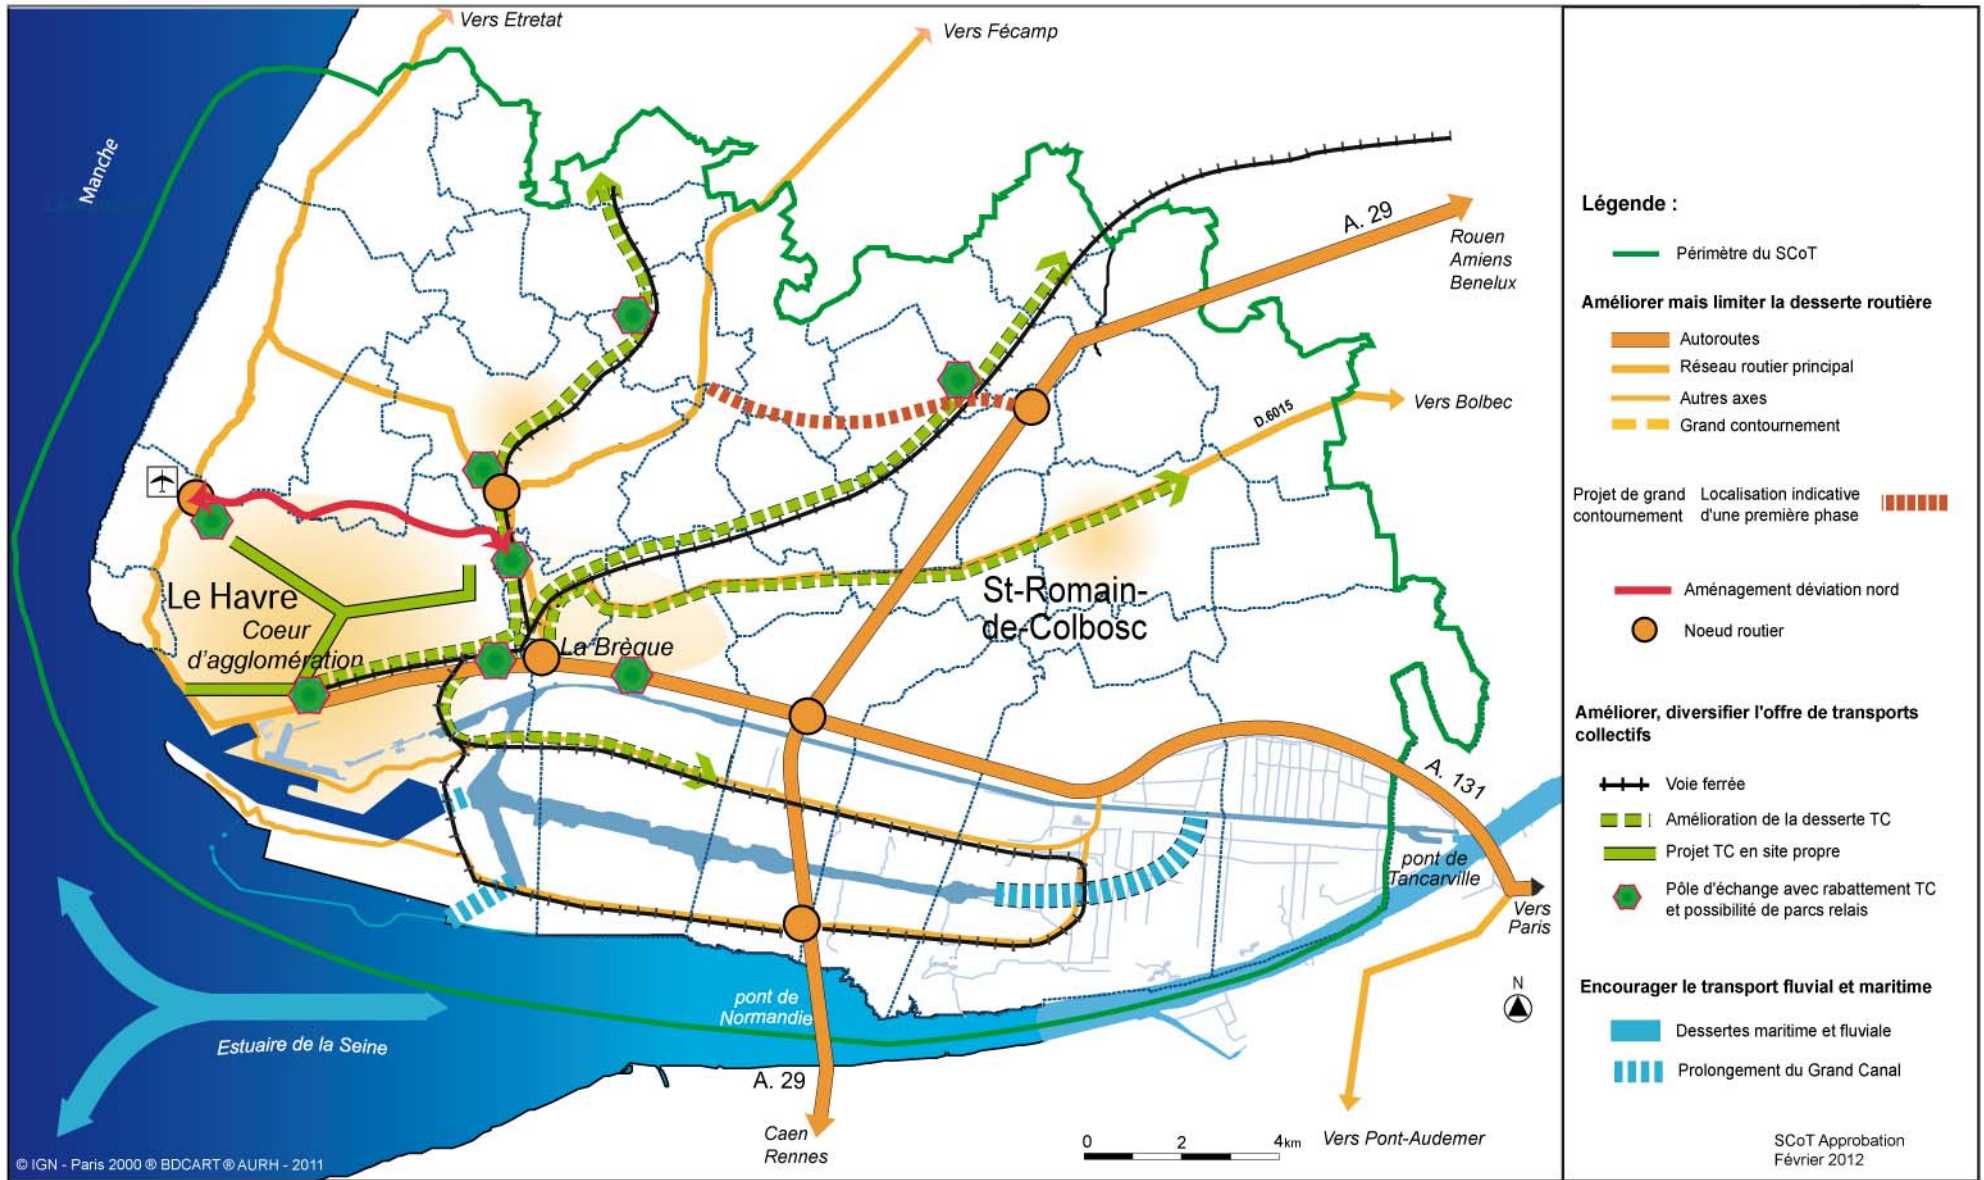 Vers Etretat
Vers Fécamp
Manche
A. 29
Rouen
Amiens
Benelux
D.6015
Vers Bolbec
Le Havre
Coeur
d'agglomération
La Brèque
St-Romain-
de-Colbosc
A. 131
pont de
Tancarville
Vers
Paris
pont de
Normandie
Estuaire de la Seine
A. 29
Caen
Rennes
0 2 4km
Vers Pont-Audemer
N
© IGN - Paris 2000 ® BDCART ® AURH - 2011
Légende :
Périmètre du SCoT
Améliorer mais limiter la desserte routière
Autoroutes
Réseau routier principal
Autres axes
Grand contournement
Projet de grand
contournement
Localisation indicative
d'une première phase
Aménagement déviation nord
Noeud routier
Améliorer, diversifier l'offre de transports
collectifs
Voie ferrée
Amélioration de la desserte TC
Projet TC en site propre
Pôle d'échange avec rabattement TC
et possibilité de parcs relais
Encourager le transport fluvial et maritime
Dessertes maritime et fluviale
Prolongement du Grand Canal
SCoT Approbation
Février 2012